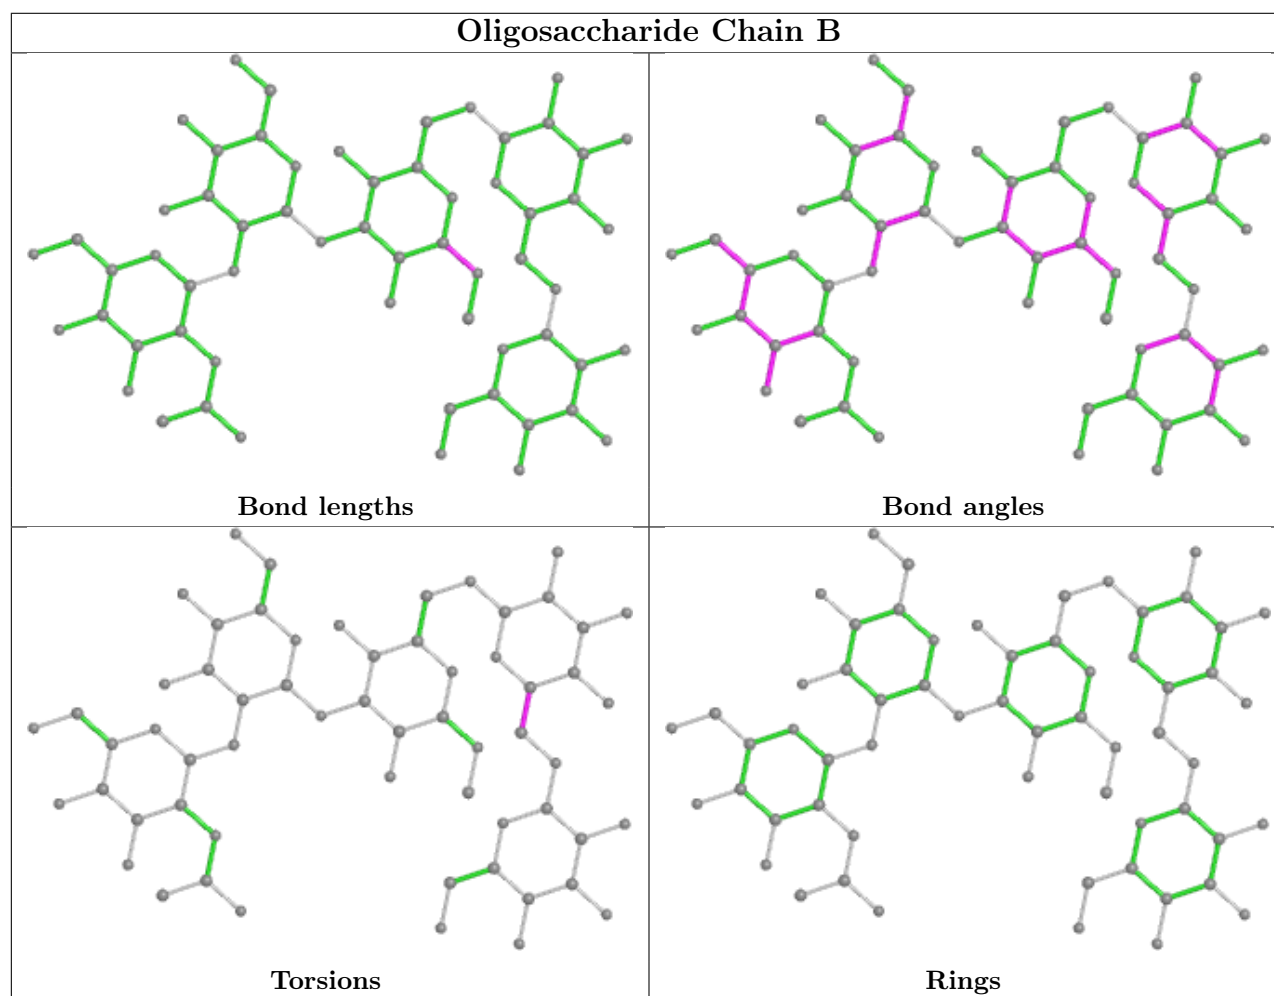 Oligosaccharide Chain B
Bond lengths
Bond angles
Torsions
Rings